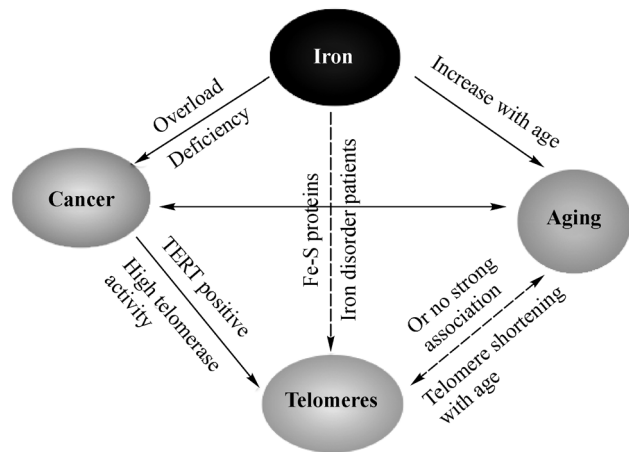 Iron
Overload
Deficiency
Increase with age
Cancer
Fe-S proteins
Iron disorder patients
Aging
TERT positive
High telomerase
activity
Or no strong
association
Telomere shortening
with age
Telomeres